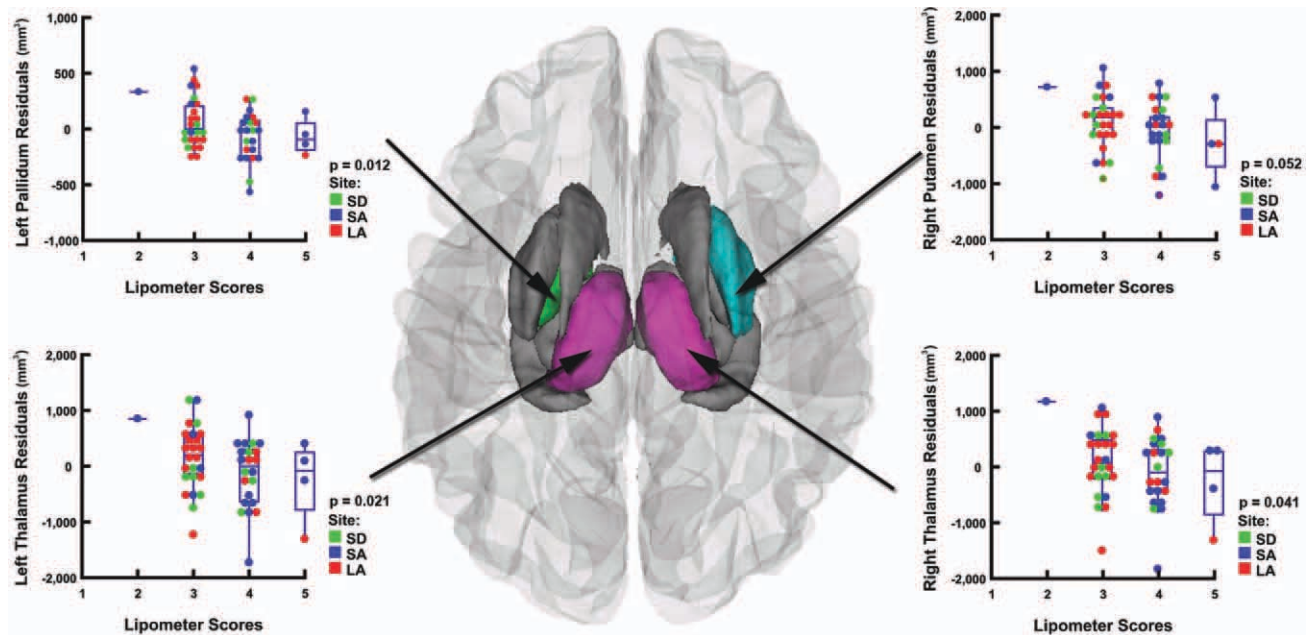 Left Pallidum Residuals (mm³)
1,000
500
0
-500
-1,000
1 2 3 4 5
Lipometer Scores
p = 0.012
Site:
SD
SA
LA
Right Putamen Residuals (mm³)
2,000
1,000
0
-1,000
-2,000
1 2 3 4 5
Lipometer Scores
p = 0.052
Site:
SD
SA
LA
Left Thalamus Residuals (mm³)
2,000
1,000
0
-1,000
-2,000
1 2 3 4 5
Lipometer Scores
p = 0.021
Site:
SD
SA
LA
Right Thalamus Residuals (mm³)
2,000
1,000
0
-1,000
-2,000
1 2 3 4 5
Lipometer Scores
p = 0.041
Site:
SD
SA
LA